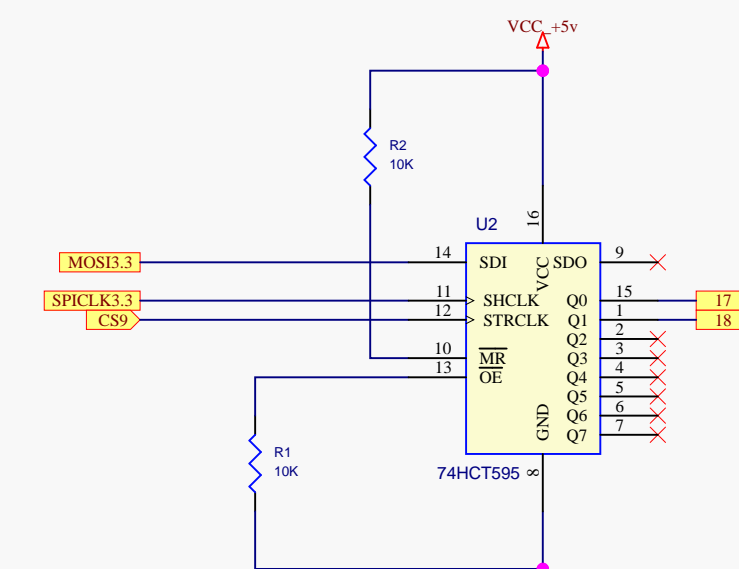 VCC_+5v
R2
10K
U2
16
MOSI3.3
14
SDI
VCC
SDO
9
SPICLK3.3
11
SHCLK
Q0
15
17
CS9
12
STRCLK
Q1
1
18
Q2
2
10
MR
Q3
3
13
OE
Q4
4
Q5
5
Q6
6
GND
Q7
7
R1
10K
74HCT595
8